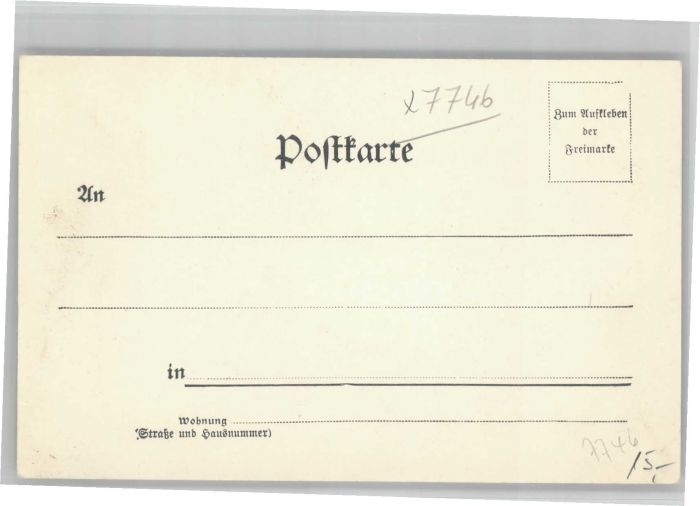 x7746
Postkarte
Zum Aufkleben
der
Freimarke
An
in
Wohnung
(Straße und Hausnummer)
7746
15,-